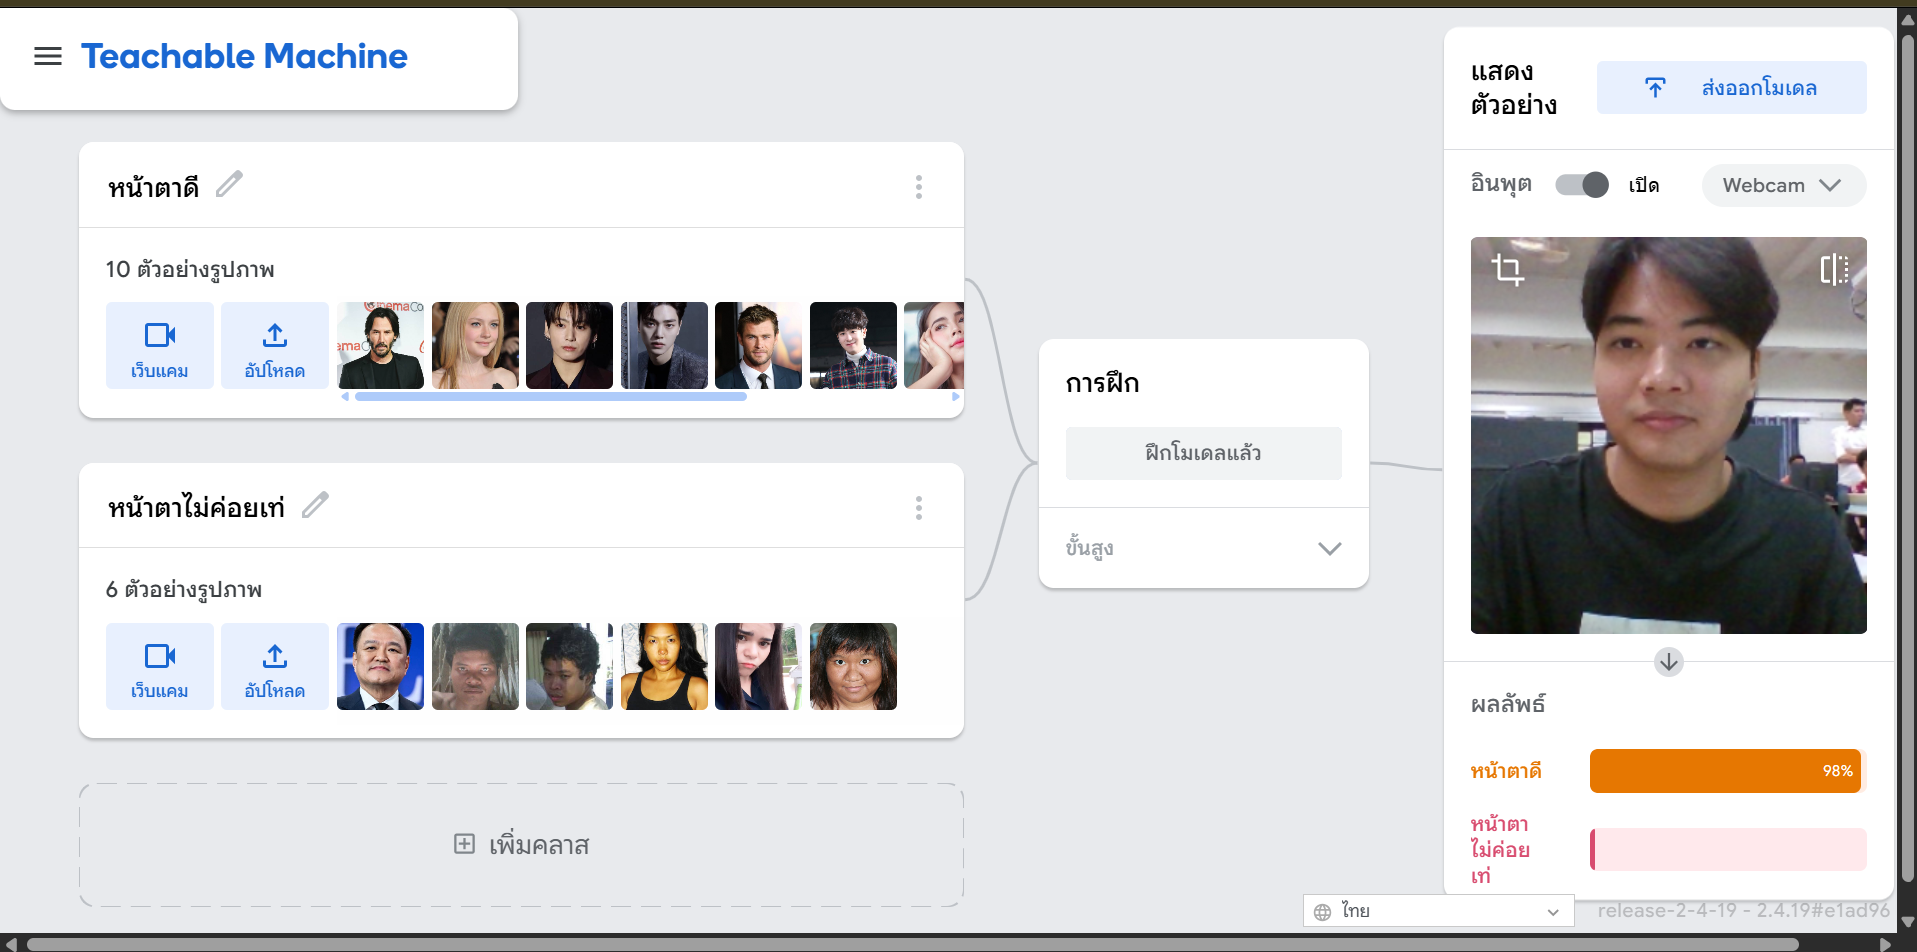 Teachable Machine
หน้าตาดี
10 ตัวอย่างรูปภาพ
เว็บแคม
อัปโหลด
หน้าตาไม่ค่อยเท่
6 ตัวอย่างรูปภาพ
เว็บแคม
อัปโหลด
เพิ่มคลาส
การฝึก
ฝึกโมเดลแล้ว
ขั้นสูง
แสดง
ตัวอย่าง
ส่งออกโมเดล
อินพุต
เปิด
Webcam
ผลลัพธ์
หน้าตาดี
98%
หน้าตา
ไม่ค่อย
เท่
ไทย
release-2-4-19 - 2.4.19#e1ad96